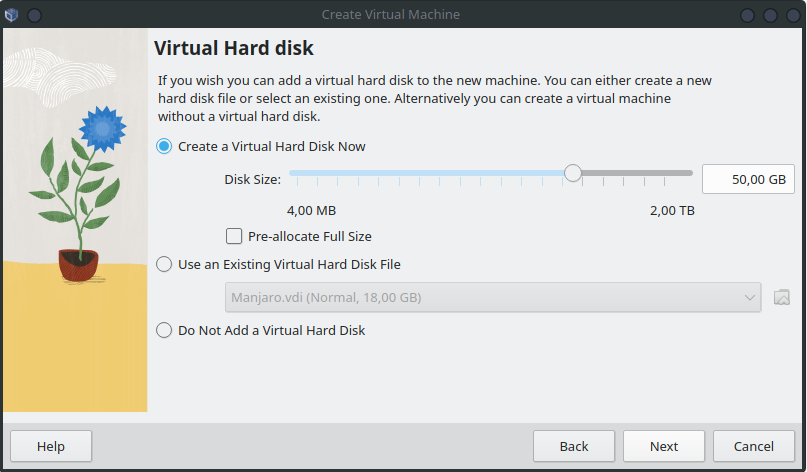 Create Virtual Machine
Virtual Hard disk
If you wish you can add a virtual hard disk to the new machine. You can either create a new
hard disk file or select an existing one. Alternatively you can create a virtual machine
without a virtual hard disk.
Create a Virtual Hard Disk Now
Disk Size:
50,00 GB
4,00 MB
2,00 TB
Pre-allocate Full Size
Use an Existing Virtual Hard Disk File
Manjaro.vdi (Normal, 18,00 GB)
Do Not Add a Virtual Hard Disk
Help
Back
Next
Cancel